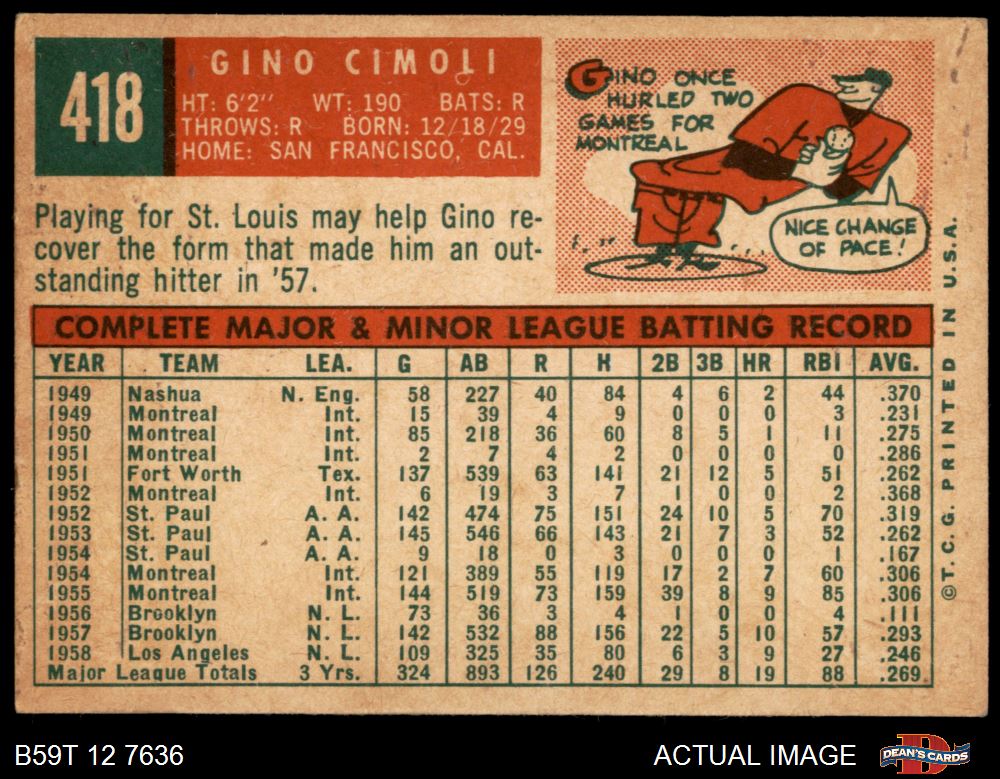 418
GINO CIMOLI
HT: 6'2" WT: 190 BATS: R
THROWS: R BORN: 12/18/29
HOME: SAN FRANCISCO, CAL.
GINO ONCE
HURLED TWO
GAMES FOR
MONTREAL
NICE CHANGE
OF PACE!
Playing for St. Louis may help Gino re-
cover the form that made him an out-
standing hitter in '57.
COMPLETE MAJOR & MINOR LEAGUE BATTING RECORD
YEAR TEAM LEA. G AB R H 2B 3B HR RBI AVG.
1949 Nashua N. Eng. 58 227 40 84 4 6 2 44 .370
1949 Montreal Int. 15 39 4 9 0 0 0 3 .231
1950 Montreal Int. 85 218 36 60 8 5 1 11 .275
1951 Montreal Int. 2 7 4 2 0 0 0 0 .286
1951 Fort Worth Tex. 137 539 63 141 21 12 5 51 .262
1952 Montreal Int. 6 19 3 7 1 0 0 2 .368
1952 St. Paul A. A. 142 474 75 151 24 10 5 70 .319
1953 St. Paul A. A. 145 546 66 143 21 7 3 52 .262
1954 St. Paul A. A. 9 18 0 3 0 0 0 1 .167
1954 Montreal Int. 121 389 55 119 17 2 7 60 .306
1955 Montreal Int. 144 519 73 159 39 8 9 85 .306
1956 Brooklyn N. L. 73 36 3 4 1 0 0 4 .111
1957 Brooklyn N. L. 142 532 88 156 22 5 10 57 .293
1958 Los Angeles N. L. 109 325 35 80 6 3 9 27 .246
Major League Totals 3 Yrs. 324 893 126 240 29 8 19 88 .269
©T. C. G. PRINTED IN U.S.A.
B59T 12 7636
ACTUAL IMAGE
DEAN'S CARDS